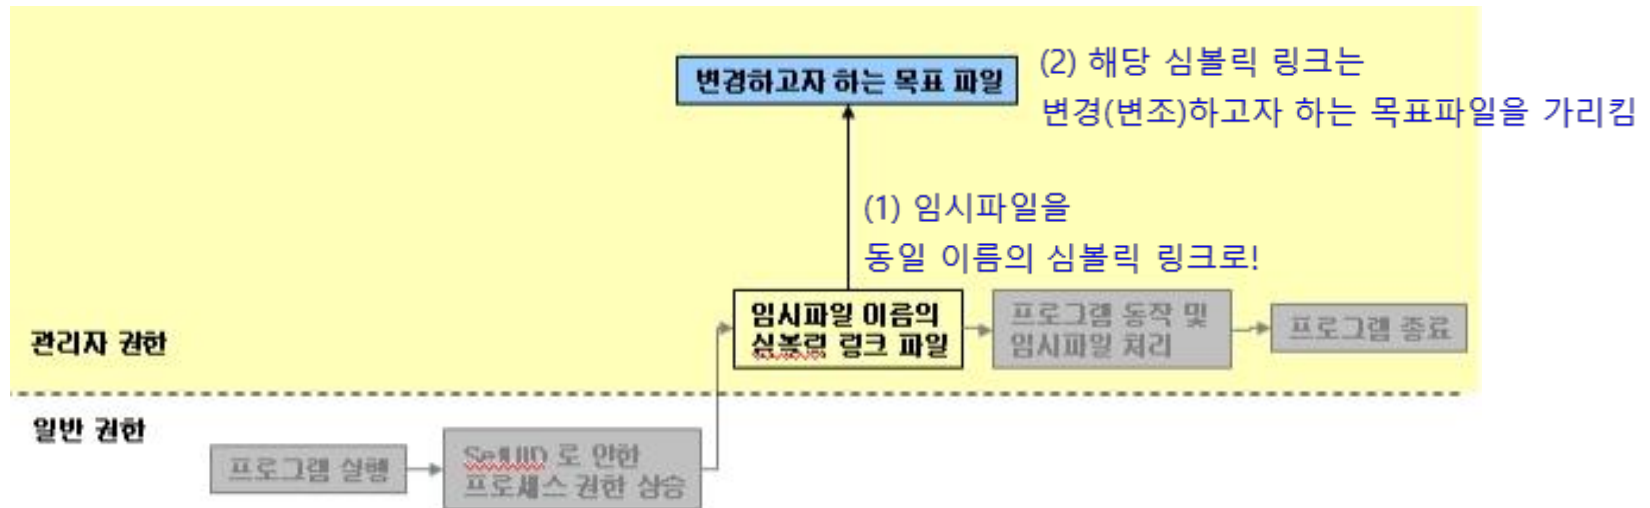 변경하고자 하는 목표 파일
(2) 해당 심볼릭 링크는
변경(변조)하고자 하는 목표파일을 가리킴
(1) 임시파일을
동일 이름의 심볼릭 링크로!
임시파일 이름의
심볼릭 링크 파일
프로그램 동작 및
임시파일 처리
프로그램 종료
관리자 권한
일반 권한
프로그램 실행
SetUID 로 인한
프로세스 권한 상승